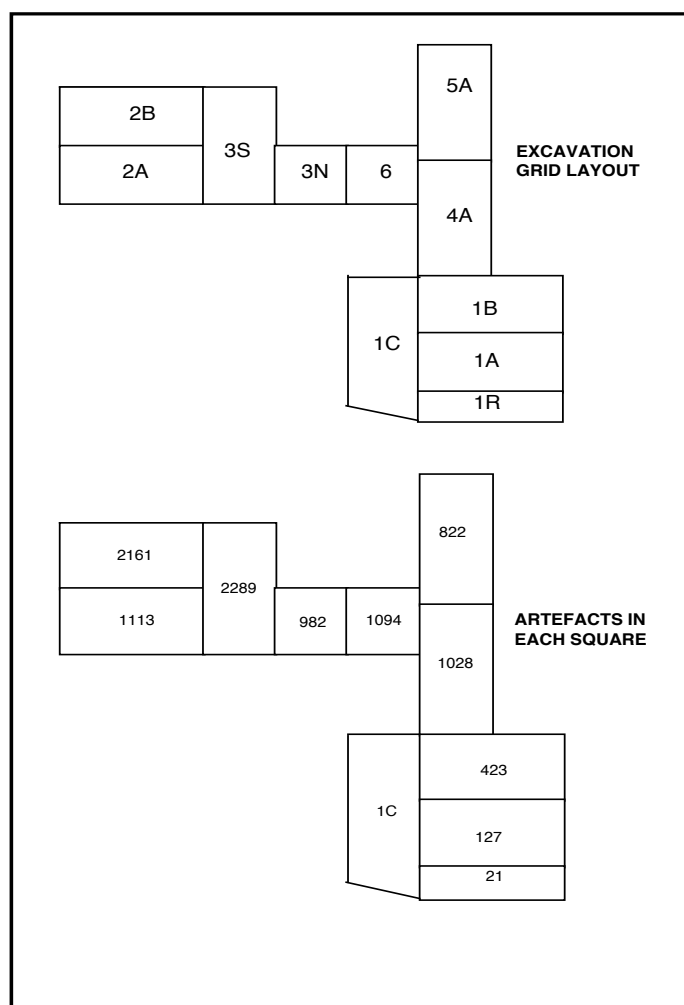 5A
2B
3S
2A
3N
6
EXCAVATION
GRID LAYOUT
4A
1B
1C
1A
1R
822
2161
2289
1113
982
1094
ARTEFACTS IN
EACH SQUARE
1028
423
1C
127
21